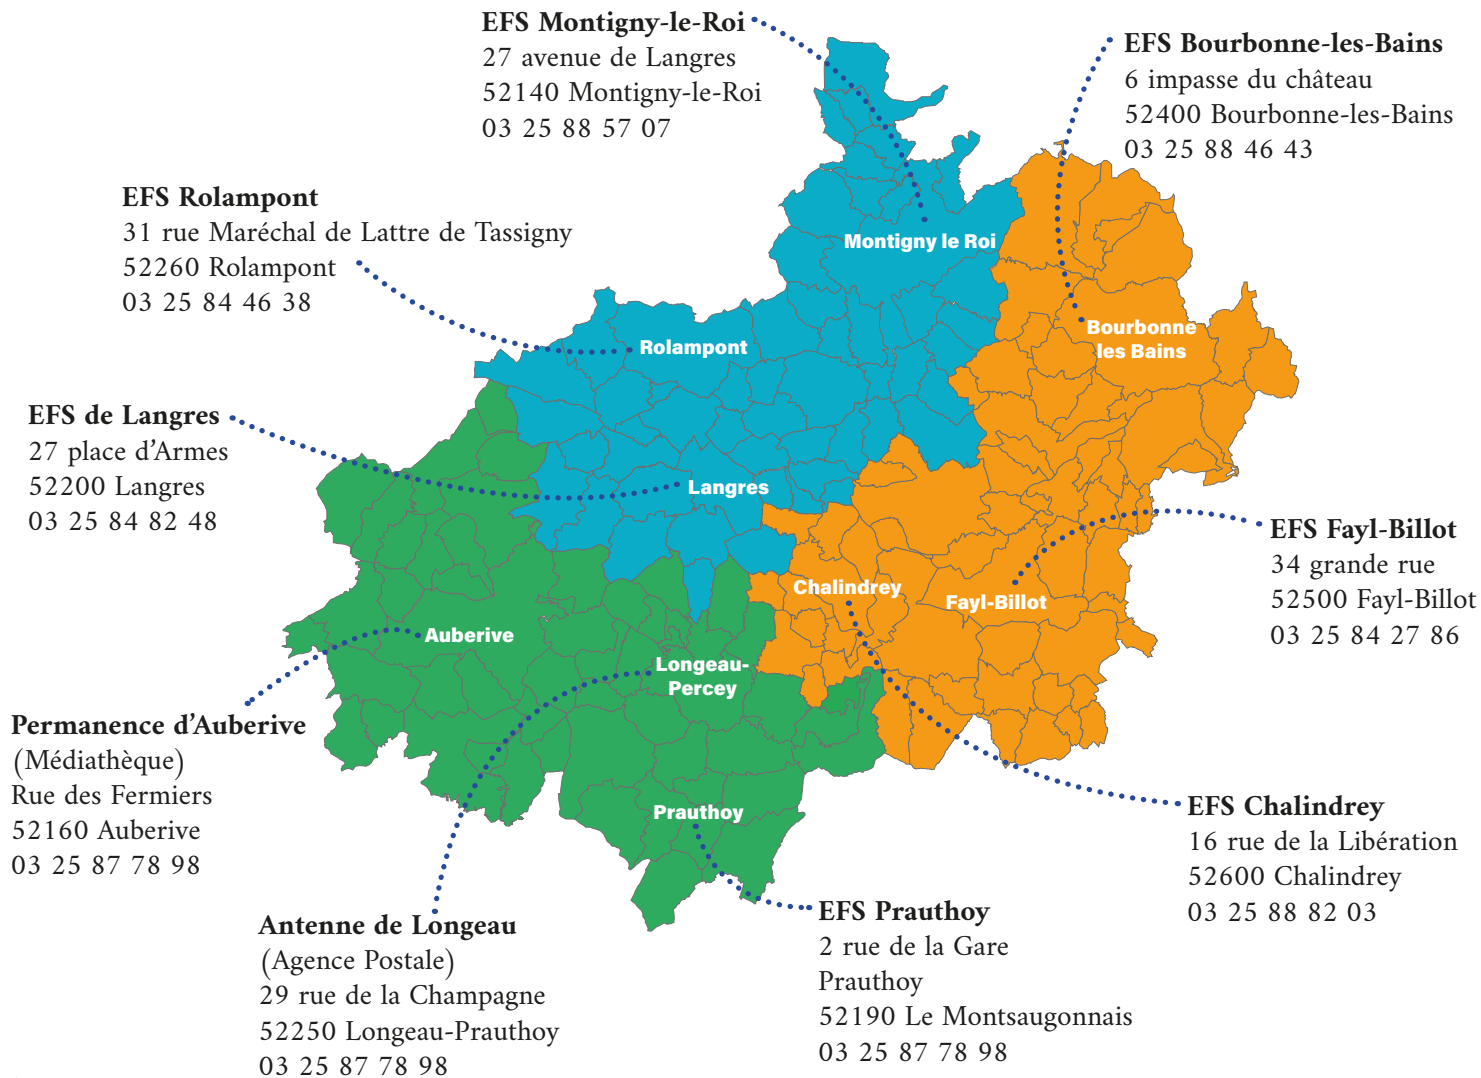 EFS Montigny-le-Roi
27 avenue de Langres
52140 Montigny-le-Roi
03 25 88 57 07
EFS Bourbonne-les-Bains
6 impasse du château
52400 Bourbonne-les-Bains
03 25 88 46 43
EFS Rolampont
31 rue Maréchal de Lattre de Tassigny
52260 Rolampont
03 25 84 46 38
EFS de Langres
27 place d'Armes
52200 Langres
03 25 84 82 48
Montigny le Roi
Bourbonne
les Bains
Rolampont
Langres
Chalindrey
Fayl-Billot
Auberive
Longeau-
Percey
Prauthoy
EFS Fayl-Billot
34 grande rue
52500 Fayl-Billot
03 25 84 27 86
Permanence d'Auberive
(Médiathèque)
Rue des Fermiers
52160 Auberive
03 25 87 78 98
EFS Chalindrey
16 rue de la Libération
52600 Chalindrey
03 25 88 82 03
Antenne de Longeau
(Agence Postale)
29 rue de la Champagne
52250 Longeau-Prauthoy
03 25 87 78 98
EFS Prauthoy
2 rue de la Gare
Prauthoy
52190 Le Montsaugonnais
03 25 87 78 98